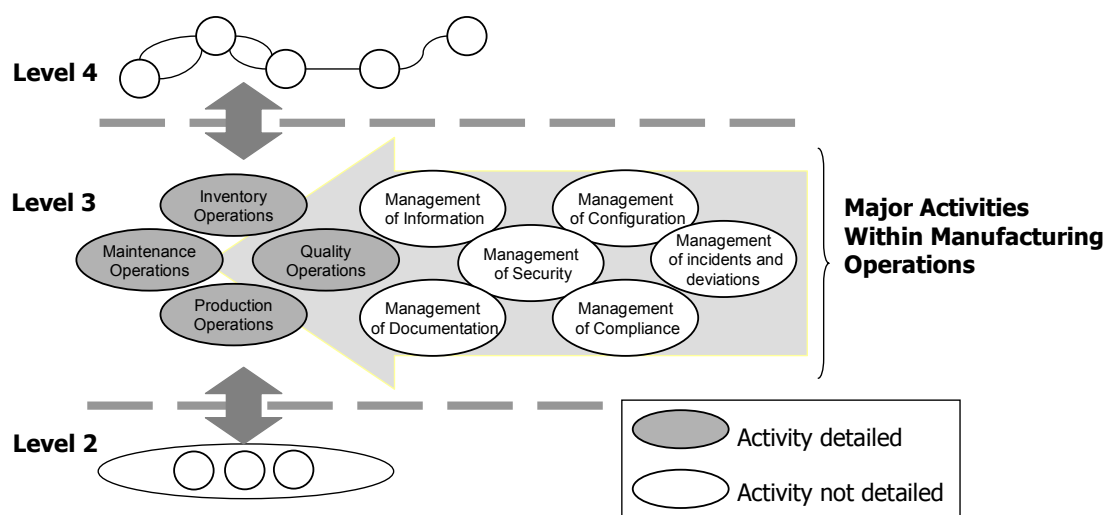 Level 4
Level 3
Inventory
Operations
Maintenance
Operations
Quality
Operations
Production
Operations
Management
of Information
Management
of Configuration
Management
of Security
Management
of incidents and
deviations
Management
of Documentation
Management
of Compliance
Major Activities
Within Manufacturing
Operations
Level 2
Activity detailed
Activity not detailed